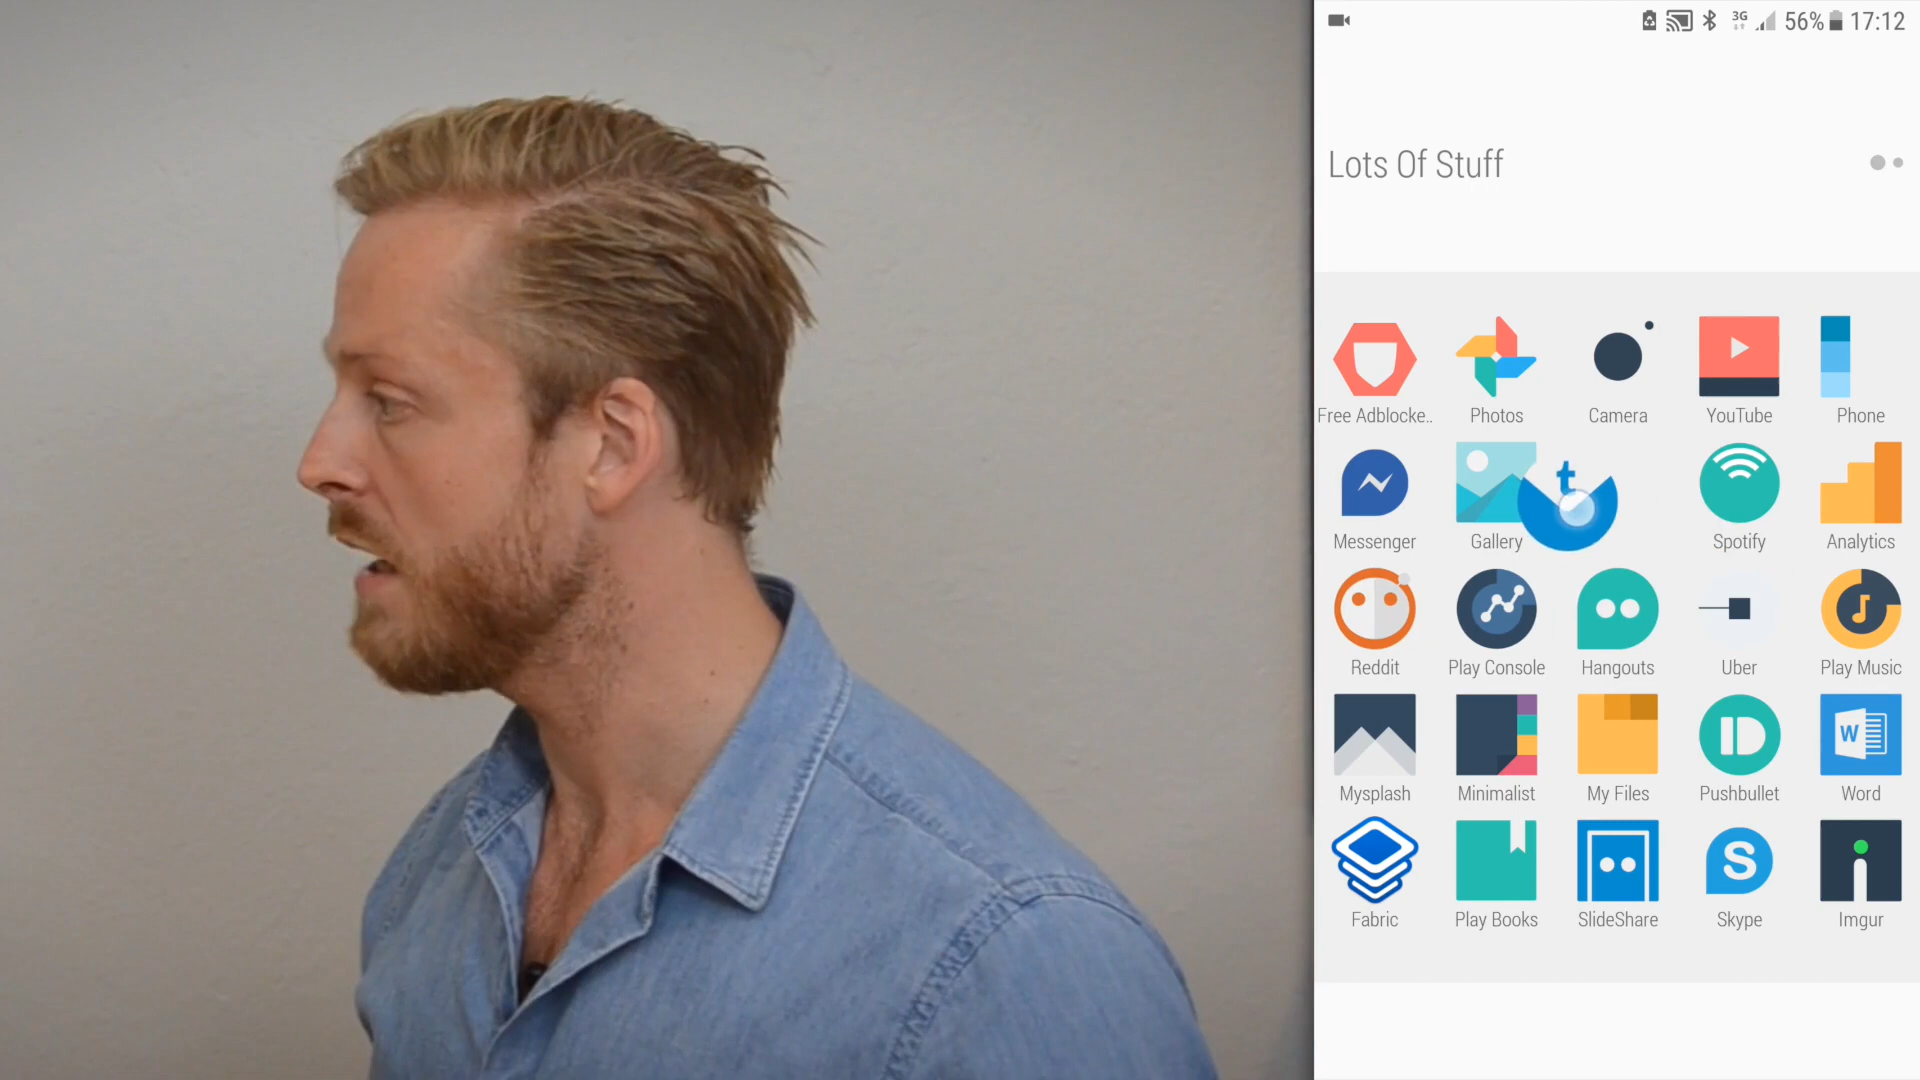 3G 56% 17:12
Lots Of Stuff
Free Adblocke.. Photos Camera YouTube Phone
t
Messenger Gallery Spotify Analytics
Reddit Play Console Hangouts Uber Play Music
W
Mysplash Minimalist My Files Pushbullet Word
S
Fabric Play Books SlideShare Skype Imgur